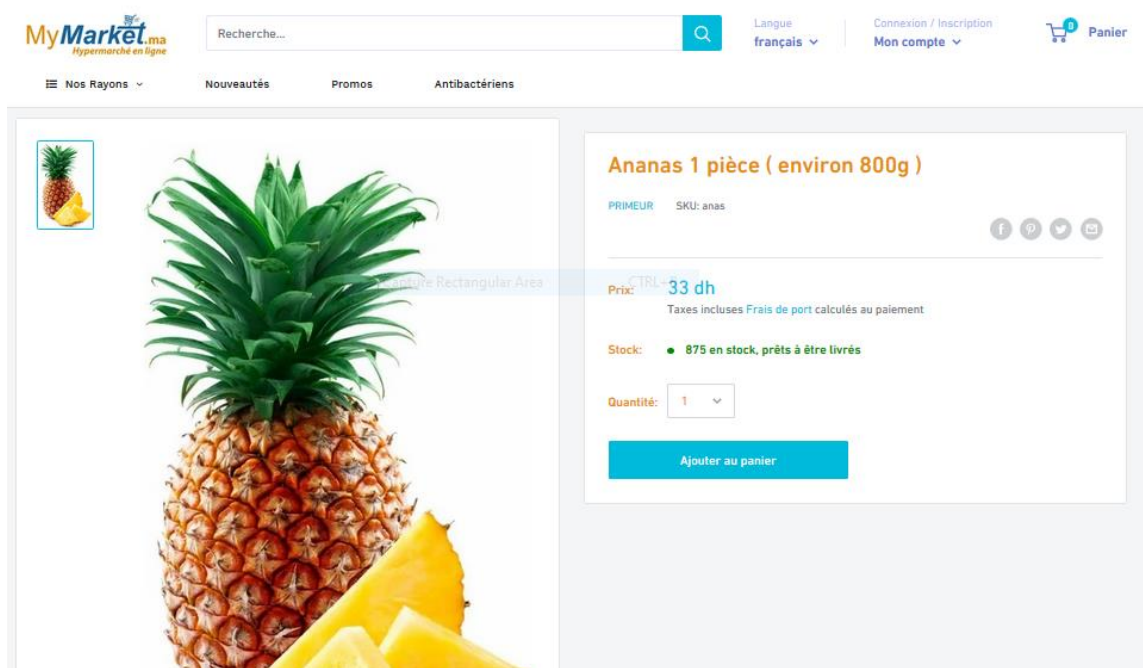 MyMarket.ma
Hypermarché en ligne
Recherche...
Langue
français
Connexion / Inscription
Mon compte
0
Panier
Nos Rayons
Nouveautés
Promos
Antibactériens
Ananas 1 pièce ( environ 800g )
PRIMEUR SKU: anas
Capture Rectangular Area CTRL+
Prix: 33 dh
Taxes incluses Frais de port calculés au paiement
Stock: 875 en stock, prêts à être livrés
Quantité: 1
Ajouter au panier